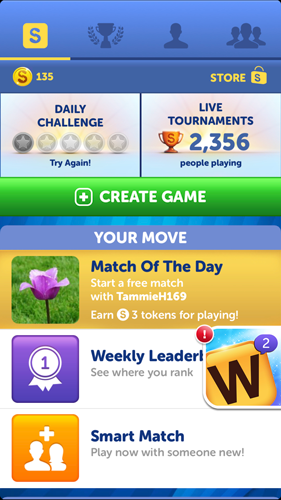 S
S 135
STORE S
DAILY
CHALLENGE
Try Again!
LIVE
TOURNAMENTS
2,356
people playing
CREATE GAME
YOUR MOVE
Match Of The Day
Start a free match
with TammieH169
Earn S 3 tokens for playing!
1
Weekly Leaderb
See where you rank
! 2
W
Smart Match
Play now with someone new!